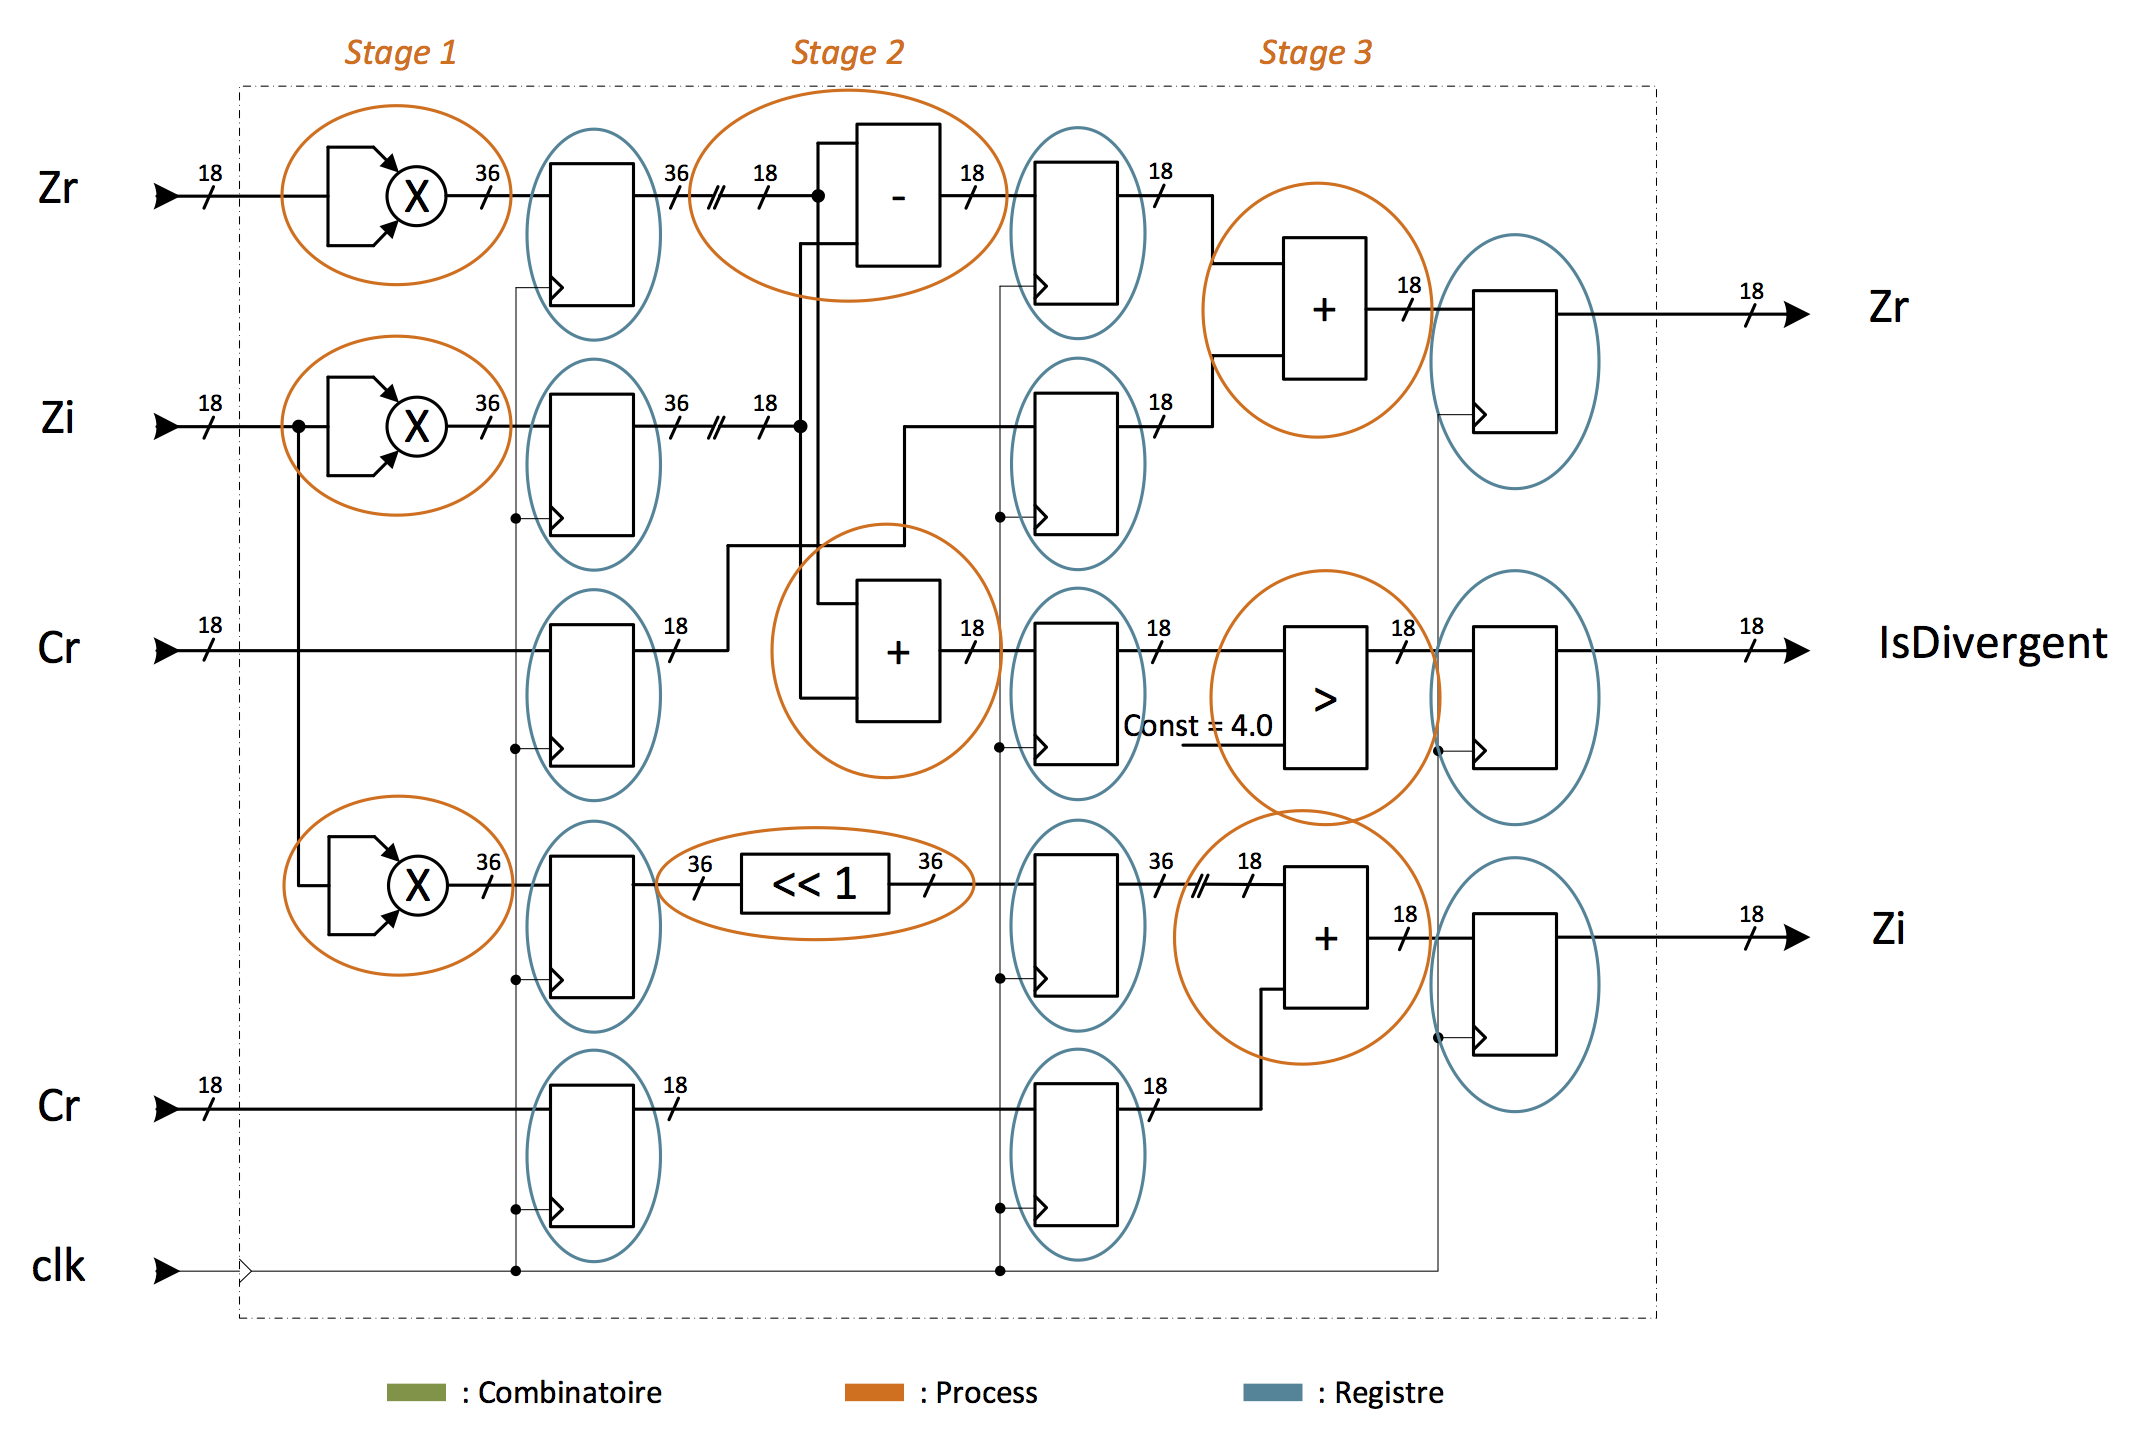 Stage 1 Stage 2 Stage 3
Zr 18 X 36 36 18 - 18 18
+ 18 18 Zr
Zi 18 X 36 36 18 18
Cr 18 18 + 18 18 > 18 18 IsDivergent
Const = 4.0
X 36 36 << 1 36 36 18 + 18 18 Zi
Cr 18 18 18
clk
: Combinatoire : Process : Registre